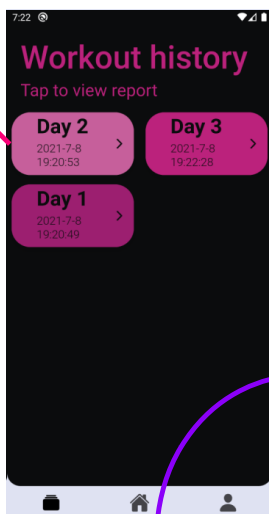 7:22
Workout history
Tap to view report
Day 2
2021-7-8
19:20:53
Day 3
2021-7-8
19:22:28
Day 1
2021-7-8
19:20:49